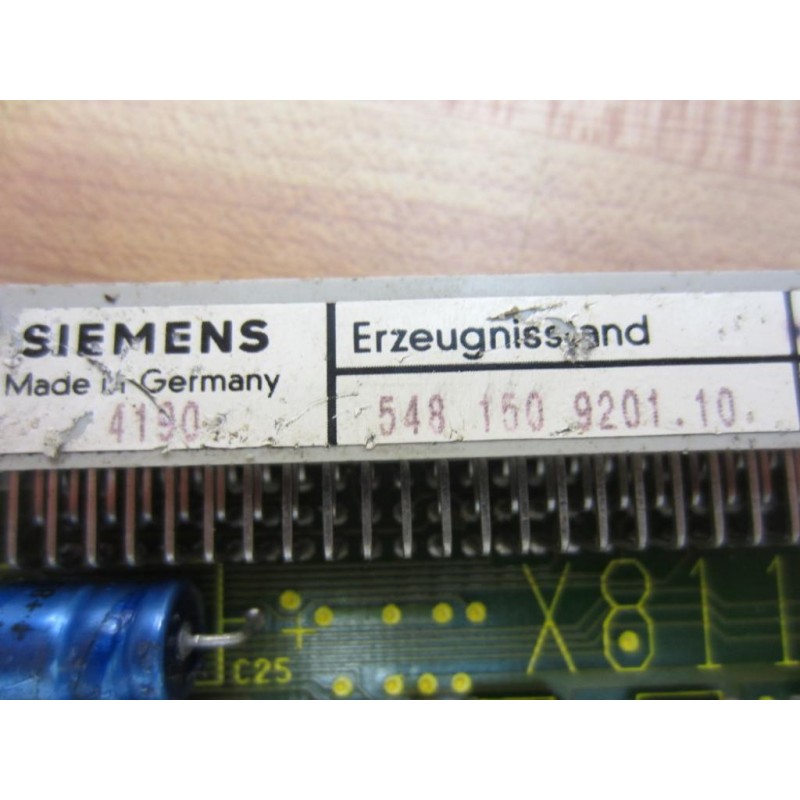 SIEMENS
Made in Germany
4190
Erzeugnisstand
548 150 9201.10.
C25
X811